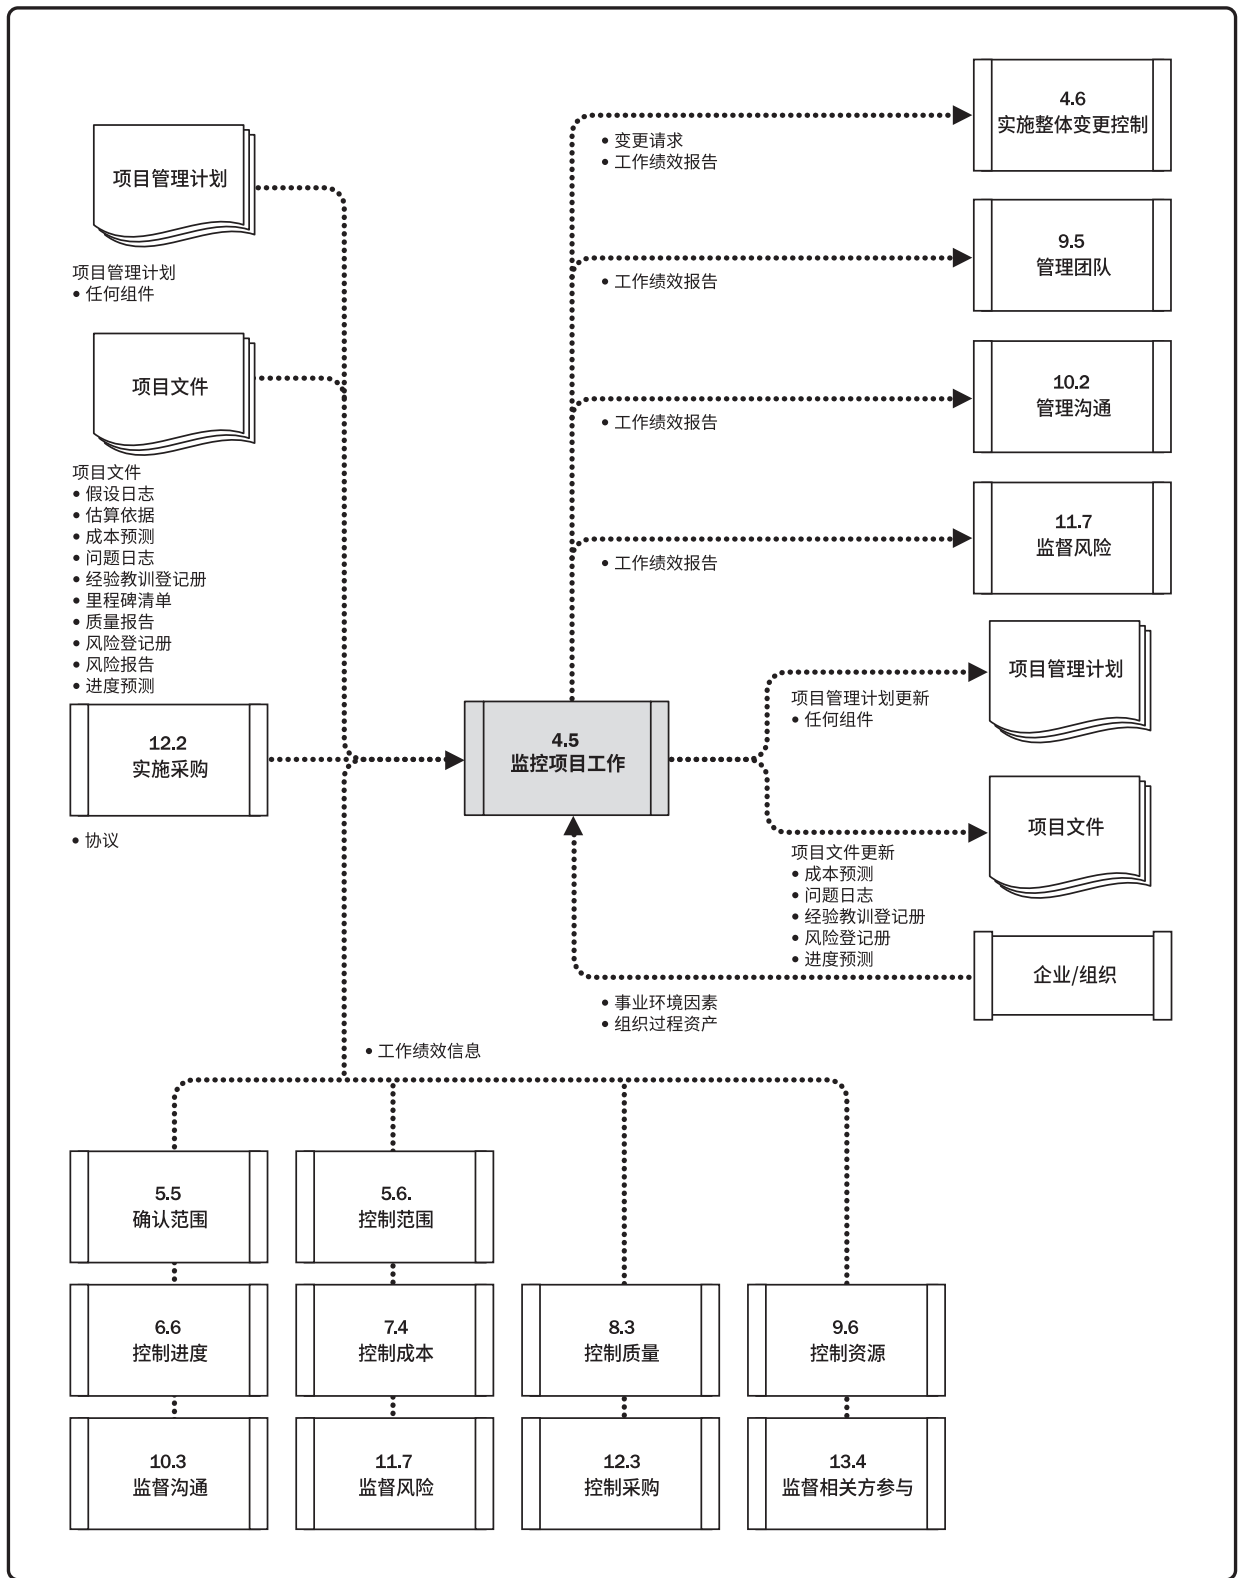 项目管理计划
项目管理计划
• 任何组件
项目文件
项目文件
• 假设日志
• 估算依据
• 成本预测
• 问题日志
• 经验教训登记册
• 里程碑清单
• 质量报告
• 风险登记册
• 风险报告
• 进度预测
12.2
实施采购
• 协议
4.5
监控项目工作
4.6
实施整体变更控制
• 变更请求
• 工作绩效报告
9.5
管理团队
• 工作绩效报告
10.2
管理沟通
• 工作绩效报告
11.7
监督风险
• 工作绩效报告
项目管理计划
项目管理计划更新
• 任何组件
项目文件
项目文件更新
• 成本预测
• 问题日志
• 经验教训登记册
• 风险登记册
• 进度预测
企业/组织
• 事业环境因素
• 组织过程资产
• 工作绩效信息
5.5
确认范围
5.6.
控制范围
6.6
控制进度
7.4
控制成本
8.3
控制质量
9.6
控制资源
10.3
监督沟通
11.7
监督风险
12.3
控制采购
13.4
监督相关方参与